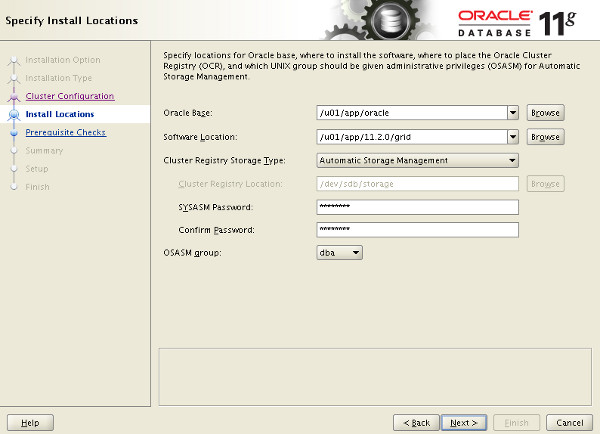 Specify Install Locations
ORACLE
DATABASE 11g
Installation Option
Installation Type
Cluster Configuration
Install Locations
Prerequisite Checks
Summary
Setup
Finish
Specify locations for Oracle base, where to install the software, where to place the Oracle Cluster
Registry (OCR), and which UNIX group should be given administrative privileges (OSASM) for Automatic
Storage Management.
Oracle Base: /u01/app/oracle Browse
Software Location: /u01/app/11.2.0/grid Browse
Cluster Registry Storage Type: Automatic Storage Management
Cluster Registry Location: /dev/sdb/storage Browse
SYSASM Password: ********
Confirm Password: ********
OSASM group: dba
Help < Back Next > Finish Cancel